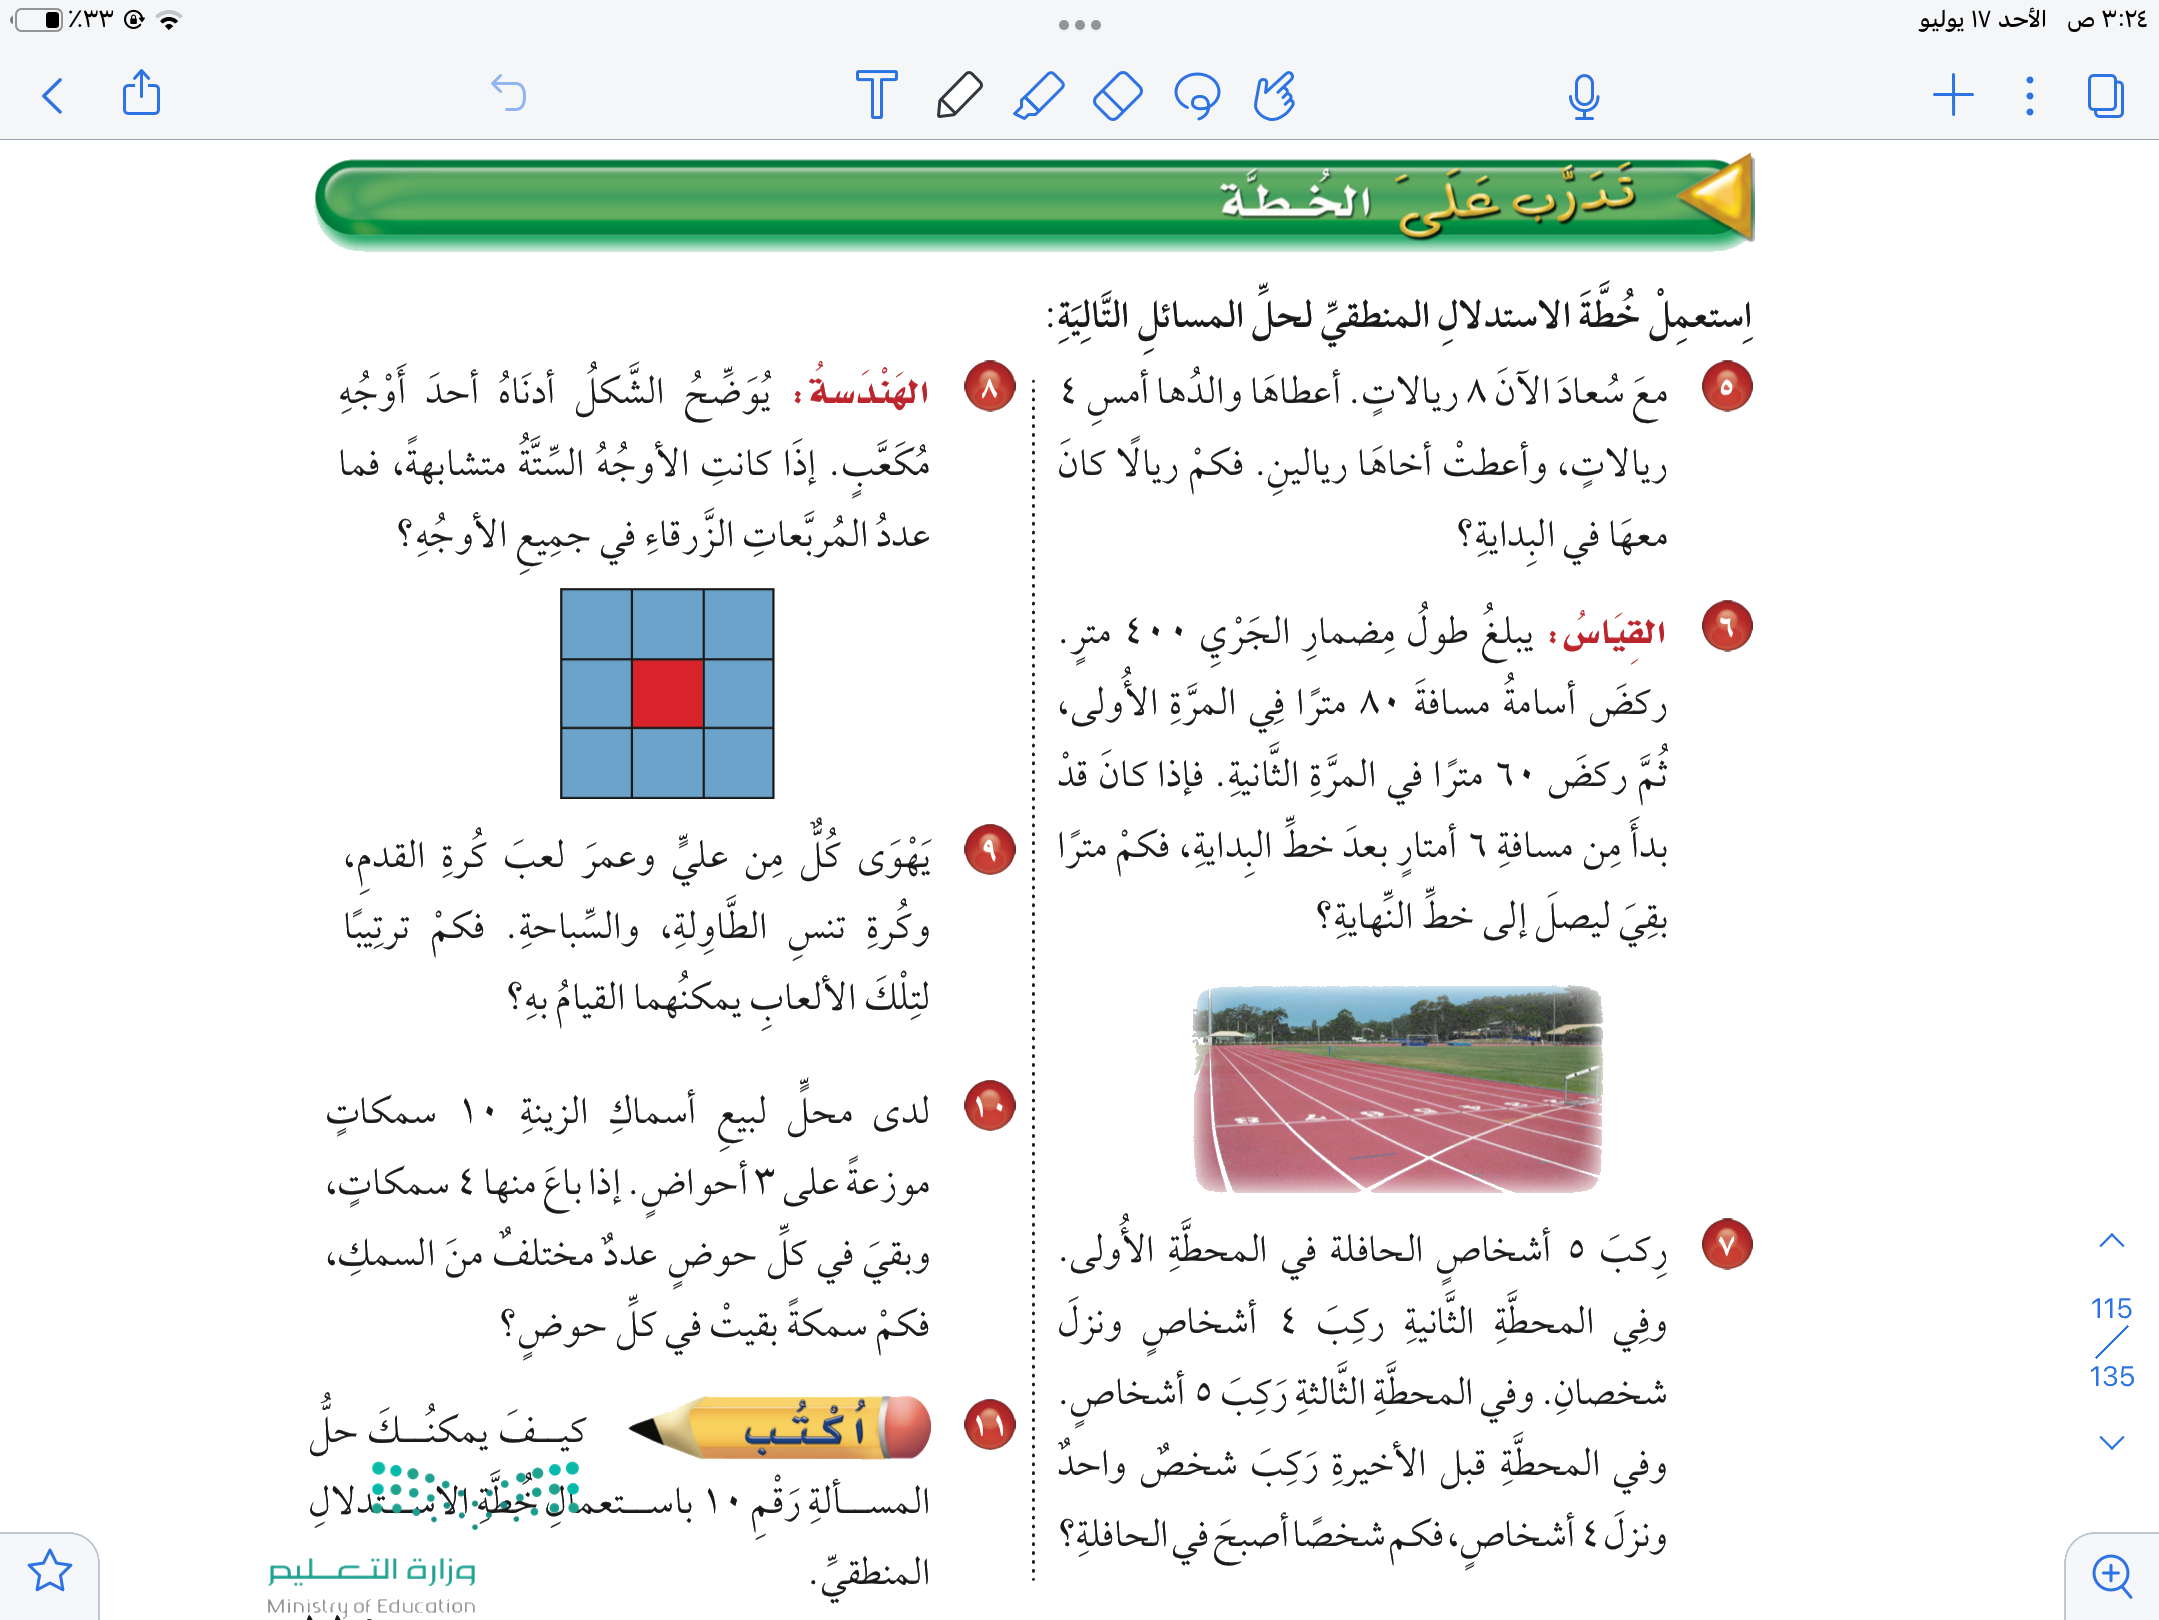 ٣:٢٤ ص الأحد ١٧ يوليو
٪٣٣
تَدَرَّب عَلَى الخُطَّة
اِستعمِلْ خُطَّةَ الاستدلالِ المنطقيِّ لحلِّ المسائلِ التَّالِيَةِ:
٥ معَ سُعادَ الآنَ ٨ ريالاتٍ. أعطاهَا والدُها أمسِ ٤
ريالاتٍ، وأعطتْ أخاهَا ريالينِ. فكمْ ريالًا كانَ
معهَا في البِدايةِ؟
٦ القِيَاسُ: يبلغُ طولُ مِضمارِ الجَرْيِ ٤٠٠ مترٍ.
ركضَ أسامةُ مسافةَ ٨٠ مترًا فِي المرَّةِ الأُولى،
ثُمَّ ركضَ ٦٠ مترًا في المرَّةِ الثَّانيةِ. فإذا كانَ قدْ
بدأَ مِن مسافةِ ٦ أمتارٍ بعدَ خطِّ البِدايةِ، فكمْ مترًا
بقِيَ ليصلَ إلى خطِّ النِّهايةِ؟
٧ رِكبَ ٥ أشخاصٍ الحافلة في المحطَّةِ الأُولى.
وفِي المحطَّةِ الثَّانيةِ ركِبَ ٤ أشخاصٍ ونزلَ
شخصانِ. وفي المحطَّةِ الثَّالثةِ رَكِبَ ٥ أشخاصٍ.
وفي المحطَّةِ قبل الأخيرةِ رَكِبَ شخصٌ واحدٌ
ونزلَ ٤ أشخاصٍ، فكم شخصًا أصبحَ في الحافلةِ؟
٨ الهَنْدَسةُ: يُوَضِّحُ الشَّكلُ أدنَاهُ أحدَ أَوْجُهِ
مُكَعَّبٍ. إذَا كانتِ الأوجُهُ السِّتَّةُ متشابهةً، فما
عددُ المُربَّعاتِ الزَّرقاءِ في جمِيعِ الأوجُهِ؟
٩ يَهْوَى كُلٌّ مِن عليٍّ وعمرَ لعبَ كُرةِ القدمِ،
وكُرةِ تنسِ الطَّاوِلةِ، والسِّباحةِ. فكمْ ترتِيبًا
لتِلْكَ الألعابِ يمكنُهما القيامُ بهِ؟
١٠ لدى محلٍّ لبيعِ أسماكِ الزينةِ ١٠ سمكاتٍ
موزعةً على ٣ أحواضٍ. إذا باعَ منها ٤ سمكاتٍ،
وبقيَ في كلِّ حوضٍ عددٌ مختلفٌ منَ السمكِ،
فكمْ سمكةً بقيتْ في كلِّ حوضٍ؟
١١ اُكْتُب كيفَ يمكنُكَ حلُّ
المسألةِ رَقْمِ ١٠ باستعمالِ خُطَّةِ الاستدلالِ
المنطقيِّ.
وزارة التعليم
Ministry of Education
115
135